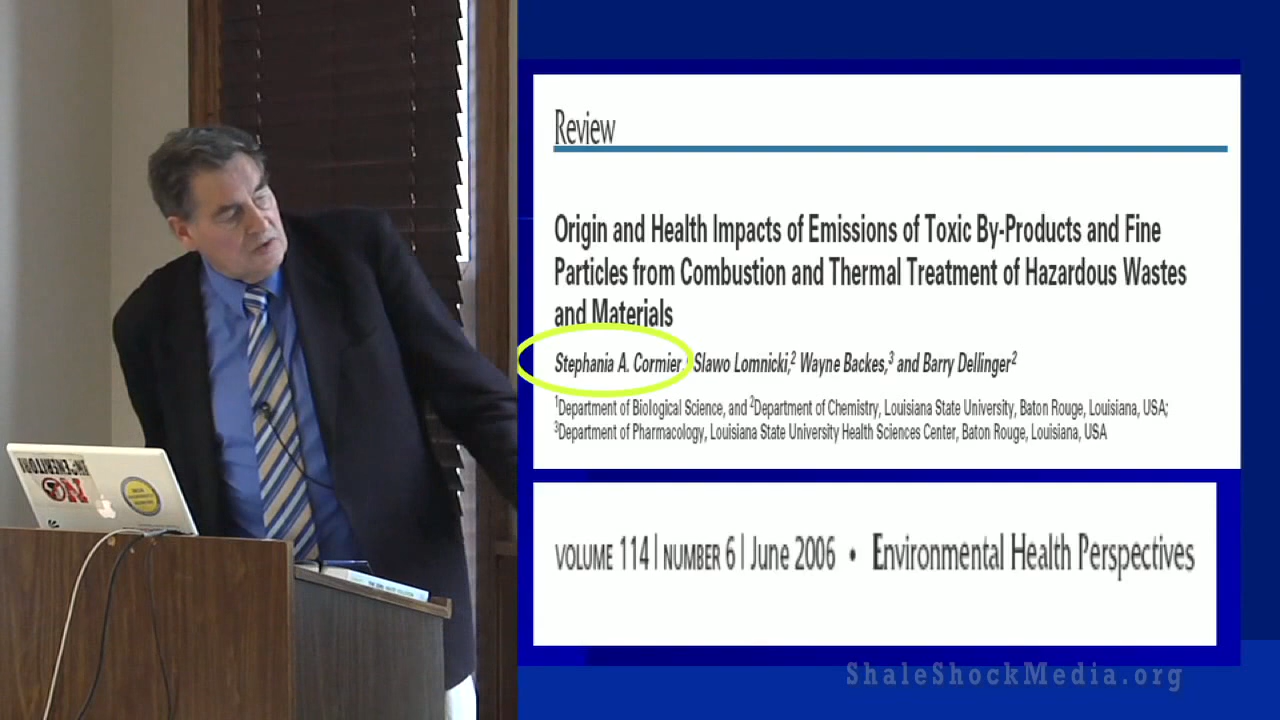 Review
Origin and Health Impacts of Emissions of Toxic By-Products and Fine
Particles from Combustion and Thermal Treatment of Hazardous Wastes
and Materials
Stephania A. Cormier, Slawo Lomnicki,2 Wayne Backes,3 and Barry Dellinger2
1Department of Biological Science, and 2Department of Chemistry, Louisiana State University, Baton Rouge, Louisiana, USA;
3Department of Pharmacology, Louisiana State University Health Sciences Center, Baton Rouge, Louisiana, USA
VOLUME 114 | NUMBER 6 | June 2006 • Environmental Health Perspectives
NO
ShaleShockMedia.org